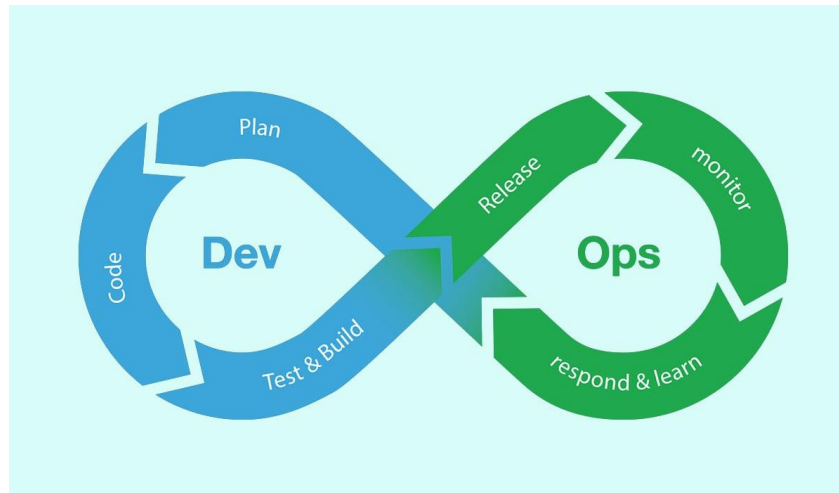 Plan
Code
Test & Build
Dev
Release
monitor
respond & learn
Ops